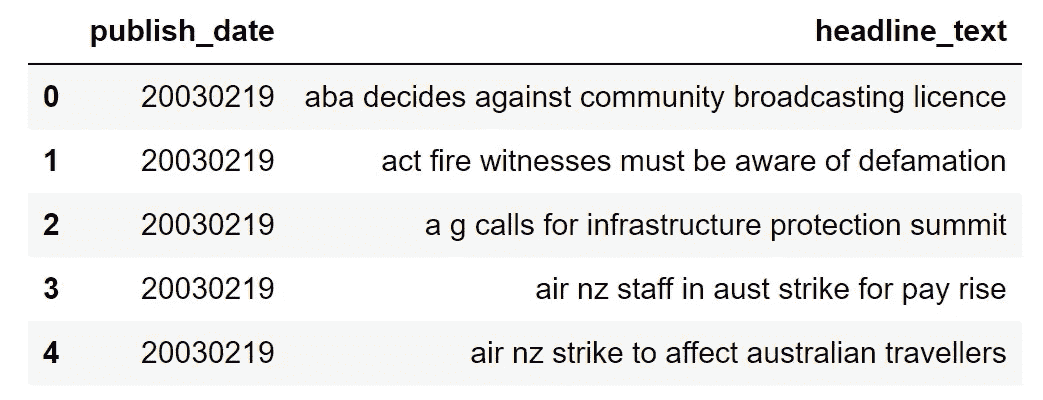 publish_date headline_text
0 20030219 aba decides against community broadcasting licence
1 20030219 act fire witnesses must be aware of defamation
2 20030219 a g calls for infrastructure protection summit
3 20030219 air nz staff in aust strike for pay rise
4 20030219 air nz strike to affect australian travellers